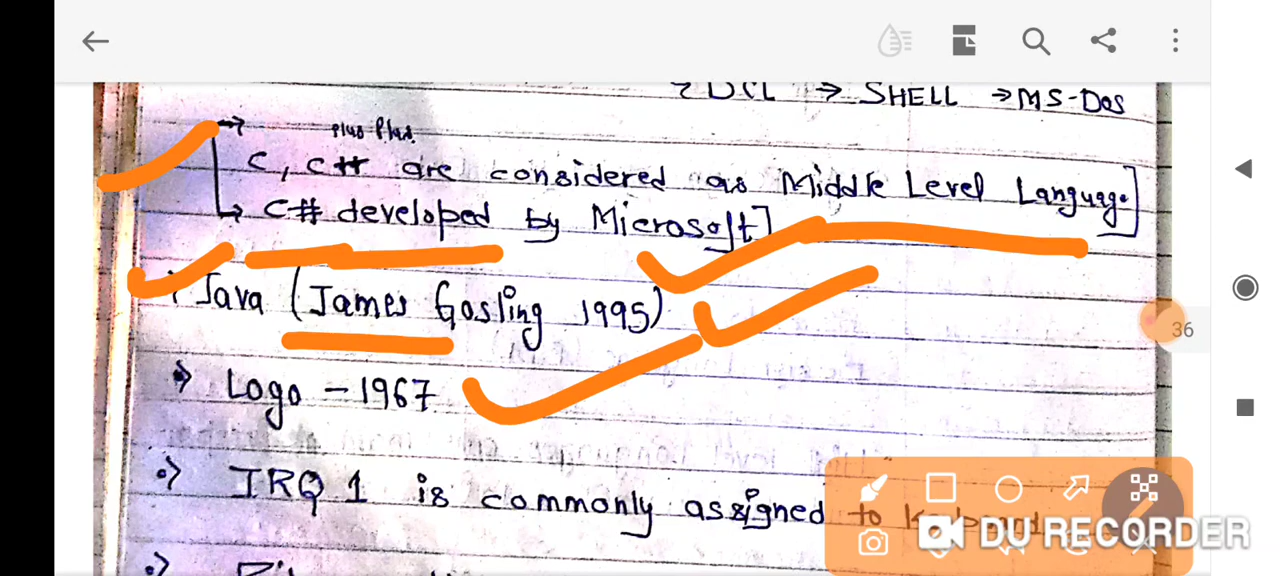 → SHELL → MS-DOS
Plus Plus
C, C++ are considered as Middle Level Language]
↳ C# developed by Microsoft]
Java (James Gosling 1995)
⇒ Logo – 1967
36
IRQ 1 is commonly assigned to Keyboard
DU RECORDER